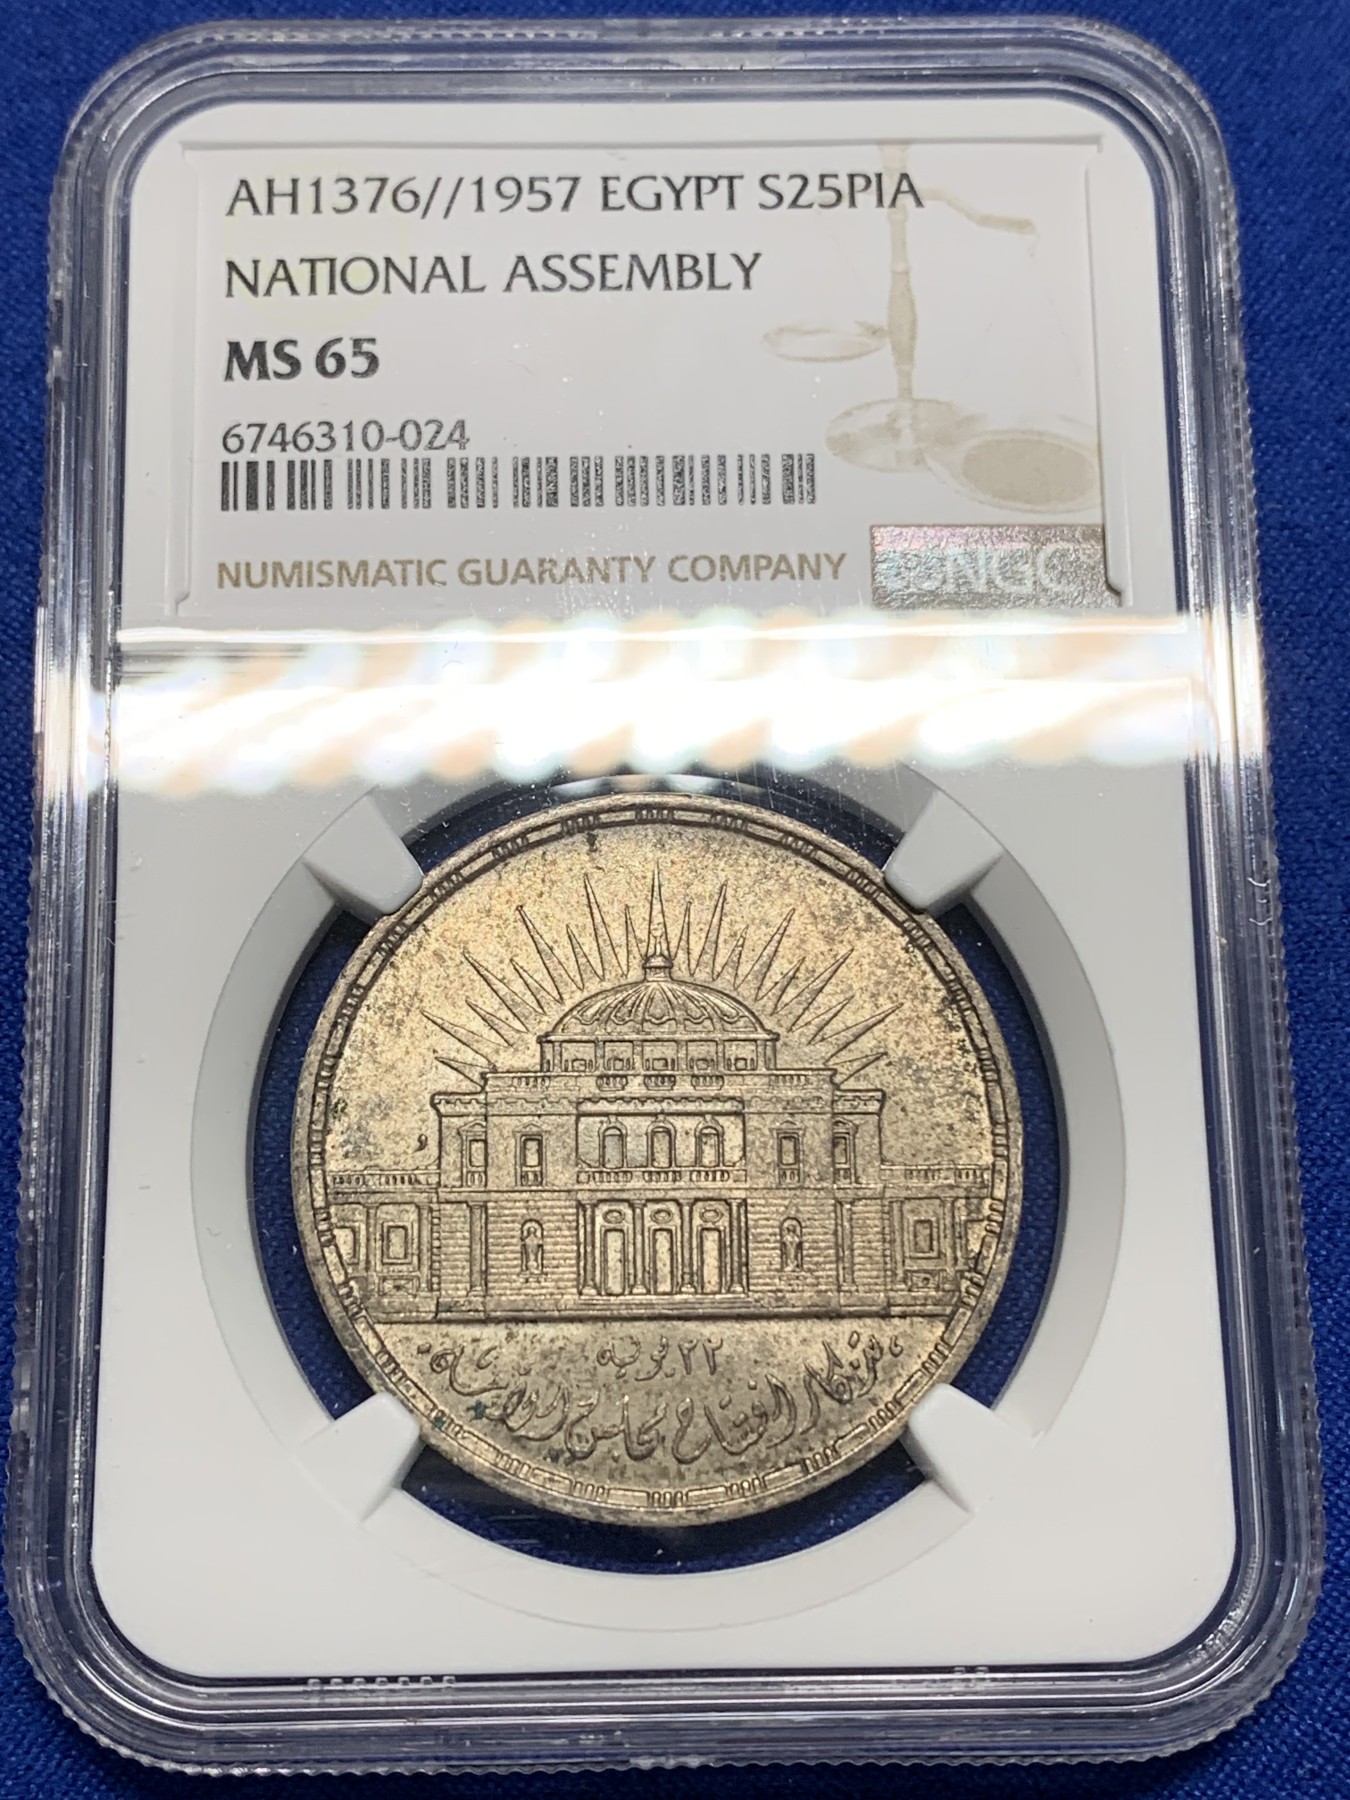 AH1376//1957 EGYPT S25PIA
NATIONAL ASSEMBLY
MS 65
6746310-024
NUMISMATIC GUARANTY COMPANY
NGC
٢٢ يوليه
تذكار افتتاح مجلس الأمة